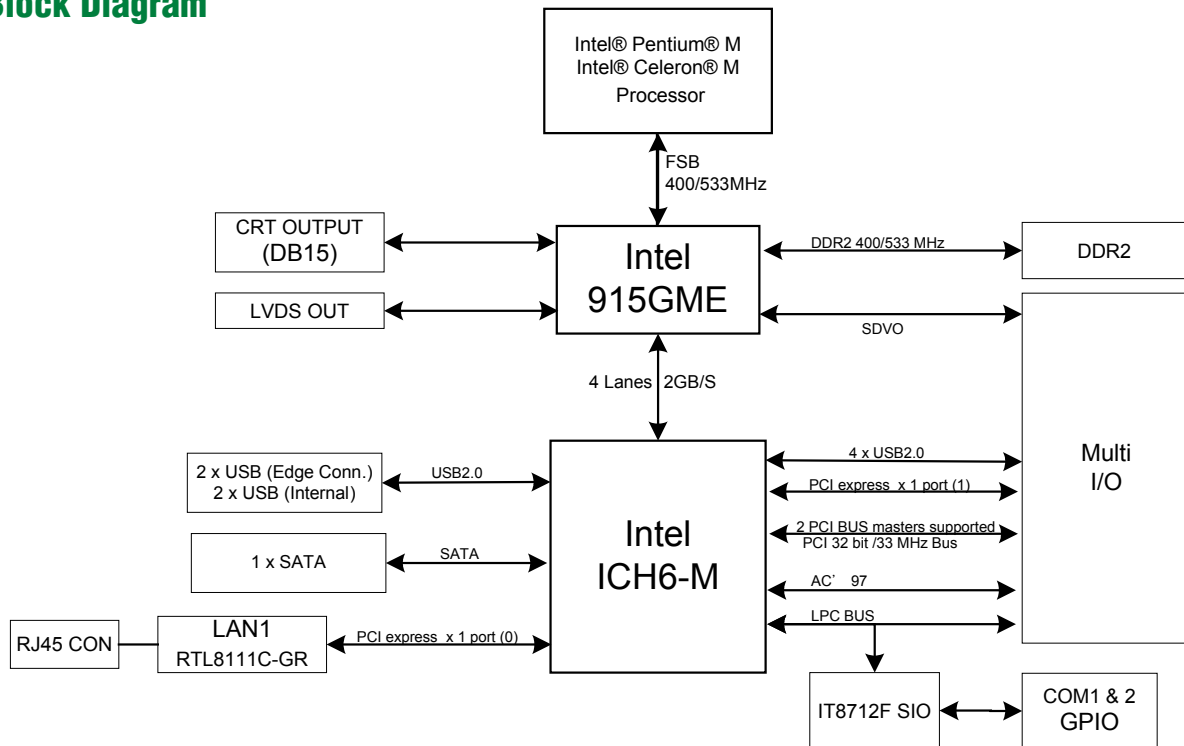 Block Diagram
Intel® Pentium® M
Intel® Celeron® M
Processor
FSB
400/533MHz
CRT OUTPUT
(DB15)
Intel
915GME
DDR2 400/533 MHz
DDR2
LVDS OUT
SDVO
4 Lanes 2GB/S
2 x USB (Edge Conn.)
2 x USB (Internal)
USB2.0
Intel
ICH6-M
4 x USB2.0
PCI express x 1 port (1)
2 PCI BUS masters supported
PCI 32 bit /33 MHz Bus
AC' 97
LPC BUS
Multi
I/O
1 x SATA
SATA
RJ45 CON
LAN1
RTL8111C-GR
PCI express x 1 port (0)
IT8712F SIO
COM1 & 2
GPIO